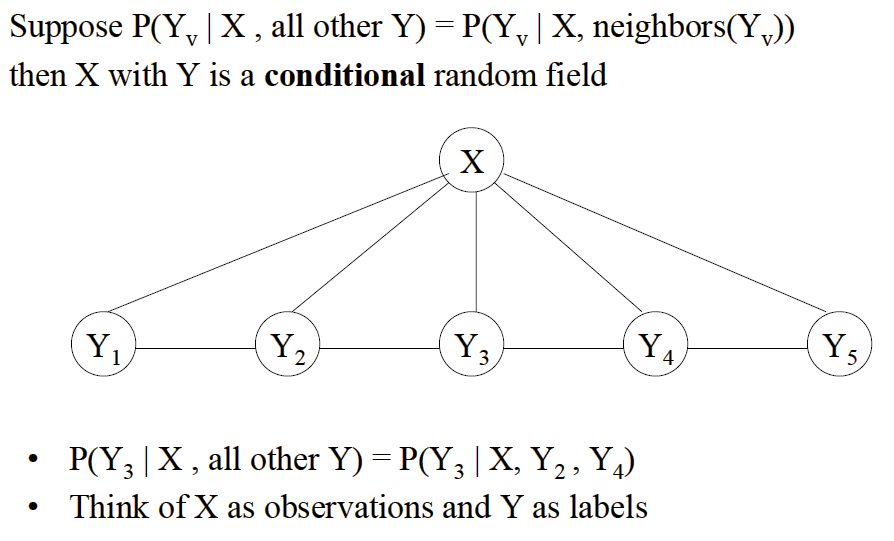 Suppose P(Yᵥ | X , all other Y) = P(Yᵥ | X, neighbors(Yᵥ))
then X with Y is a conditional random field
X
Y₁ Y₂ Y₃ Y₄ Y₅
• P(Y₃ | X , all other Y) = P(Y₃ | X, Y₂ , Y₄)
• Think of X as observations and Y as labels